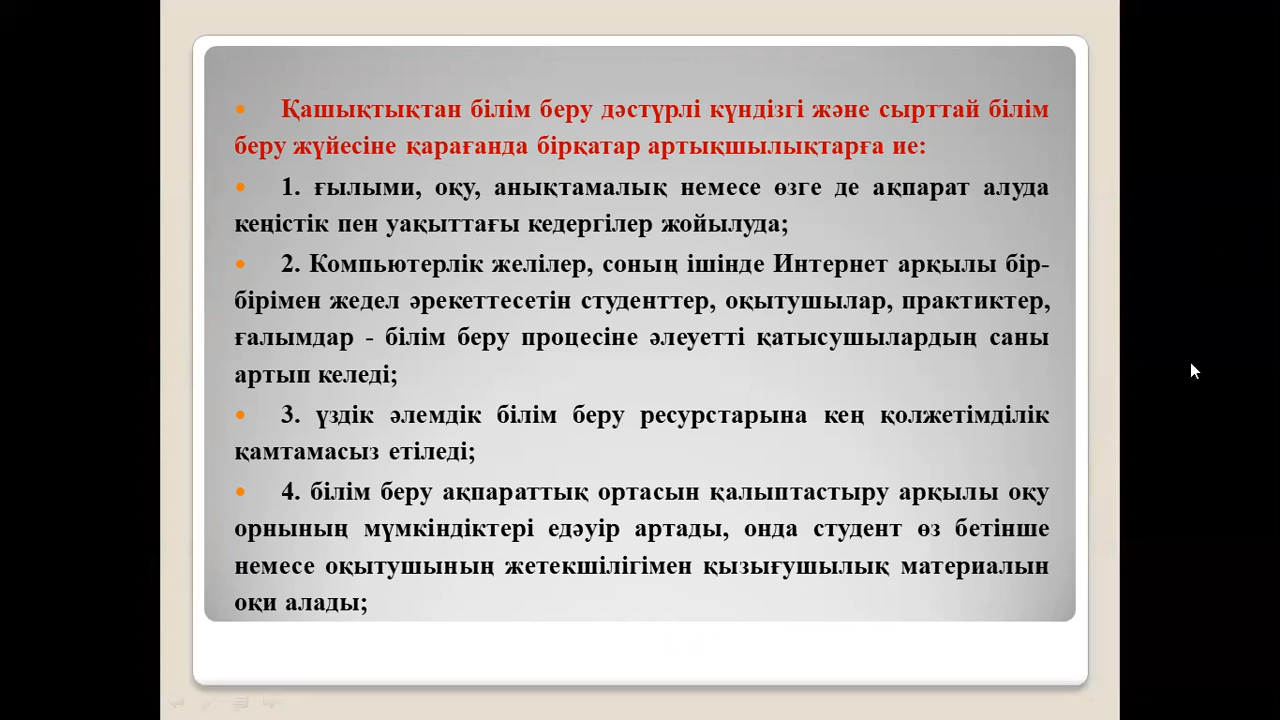 • Қашықтықтан білім беру дәстүрлі күндізгі және сырттай білім
беру жүйесіне қарағанда бірқатар артықшылықтарға ие:
• 1. ғылыми, оқу, анықтамалық немесе өзге де ақпарат алуда
кеңістік пен уақыттағы кедергілер жойылуда;
• 2. Компьютерлік желілер, соның ішінде Интернет арқылы бір-
бірімен жедел әрекеттесетін студенттер, оқытушылар, практиктер,
ғалымдар - білім беру процесіне әлеуетті қатысушылардың саны
артып келеді;
• 3. үздік әлемдік білім беру ресурстарына кең қолжетімділік
қамтамасыз етіледі;
• 4. білім беру ақпараттық ортасын қалыптастыру арқылы оқу
орнының мүмкіндіктері едәуір артады, онда студент өз бетінше
немесе оқытушының жетекшілігімен қызығушылық материалын
оқи алады;